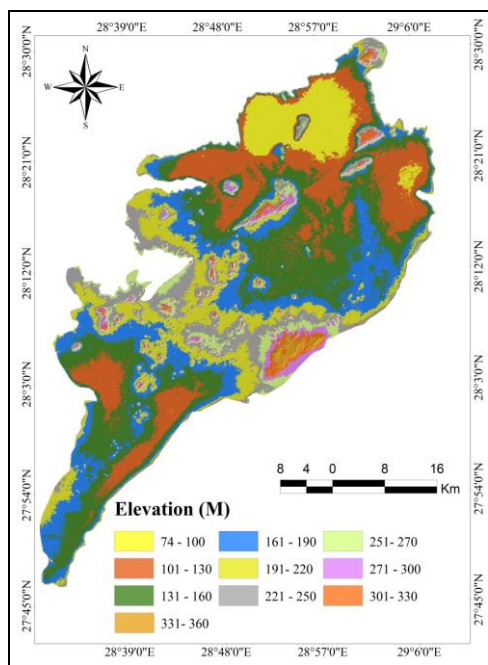 28°39'0"E 28°48'0"E 28°57'0"E 29°6'0"E
28°30'0"N 28°30'0"N
N
W E
S
28°21'0"N 28°21'0"N
28°12'0"N 28°12'0"N
28°3'0"N 28°3'0"N
27°54'0"N 27°54'0"N
27°45'0"N 27°45'0"N
8 4 0 8 16
Km
Elevation (M)
74 - 100 161 - 190 251 - 270
101 - 130 191 - 220 271 - 300
131 - 160 221 - 250 301 - 330
331 - 360
28°39'0"E 28°48'0"E 28°57'0"E 29°6'0"E